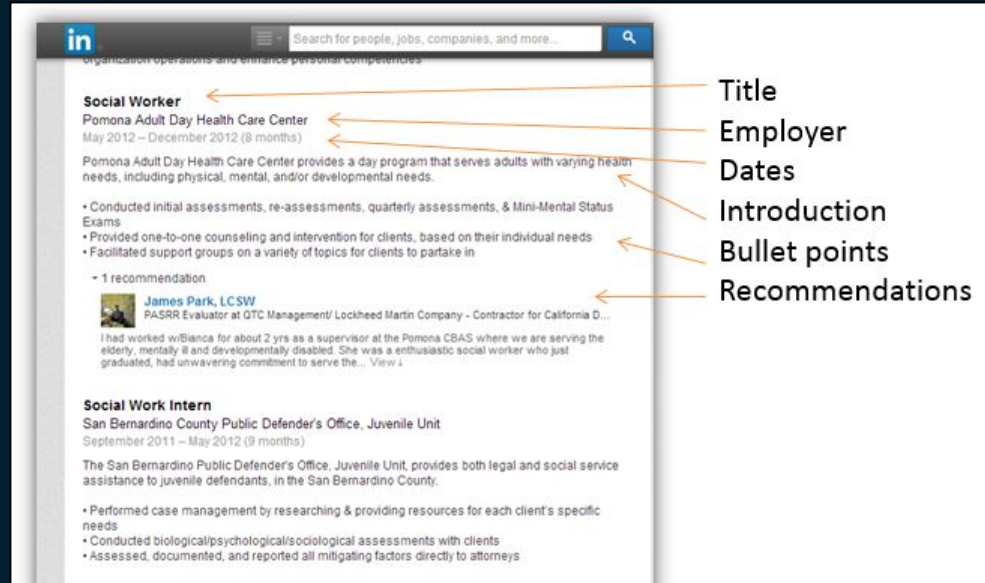 in
Search for people, jobs, companies, and more...
organization operations and enhance personal competencies
Social Worker
Pomona Adult Day Health Care Center
May 2012 – December 2012 (8 months)
Pomona Adult Day Health Care Center provides a day program that serves adults with varying health
needs, including physical, mental, and/or developmental needs.
• Conducted initial assessments, re-assessments, quarterly assessments, & Mini-Mental Status
Exams
• Provided one-to-one counseling and intervention for clients, based on their individual needs
• Facilitated support groups on a variety of topics for clients to partake in
1 recommendation
James Park, LCSW
PASRR Evaluator at QTC Management/ Lockheed Martin Company - Contractor for California D...
I had worked w/Bianca for about 2 yrs as a supervisor at the Pomona CBAS where we are serving the
elderly, mentally ill and developmentally disabled. She was a enthusiastic social worker who just
graduated, had unwavering commitment to serve the... View↓
Social Work Intern
San Bernardino County Public Defender's Office, Juvenile Unit
September 2011 – May 2012 (9 months)
The San Bernardino Public Defender's Office, Juvenile Unit, provides both legal and social service
assistance to juvenile defendants, in the San Bernardino County.
• Performed case management by researching & providing resources for each client's specific
needs
• Conducted biological/psychological/sociological assessments with clients
• Assessed, documented, and reported all mitigating factors directly to attorneys
Title
Employer
Dates
Introduction
Bullet points
Recommendations